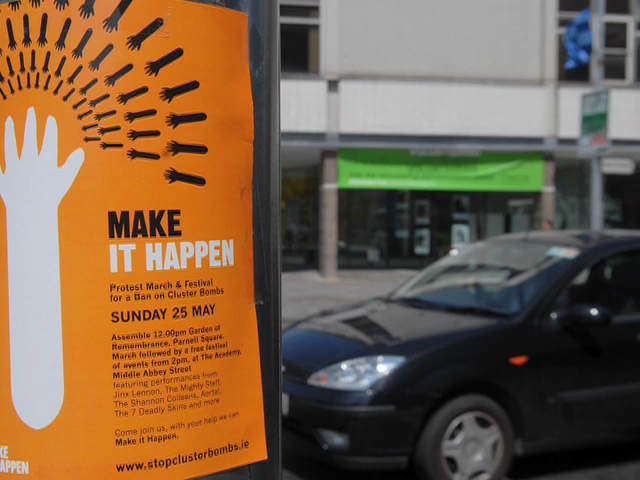 MAKE
IT HAPPEN
Protest March & Festival
for a Ban on Cluster Bombs
SUNDAY 25 MAY
Assemble 12.00pm Garden of
Remembrance, Parnell Square.
March followed by a free festival
of events from 2pm, at The Academy,
Middle Abbey Street
featuring performances from
Jinx Lennon, The Mighty Stef,
The Shannon Colleens, Aortal,
The 7 Deadly Skins and more
Come join us, with your help we can
Make it Happen.
www.stopclusterbombs.ie
KE
APPEN